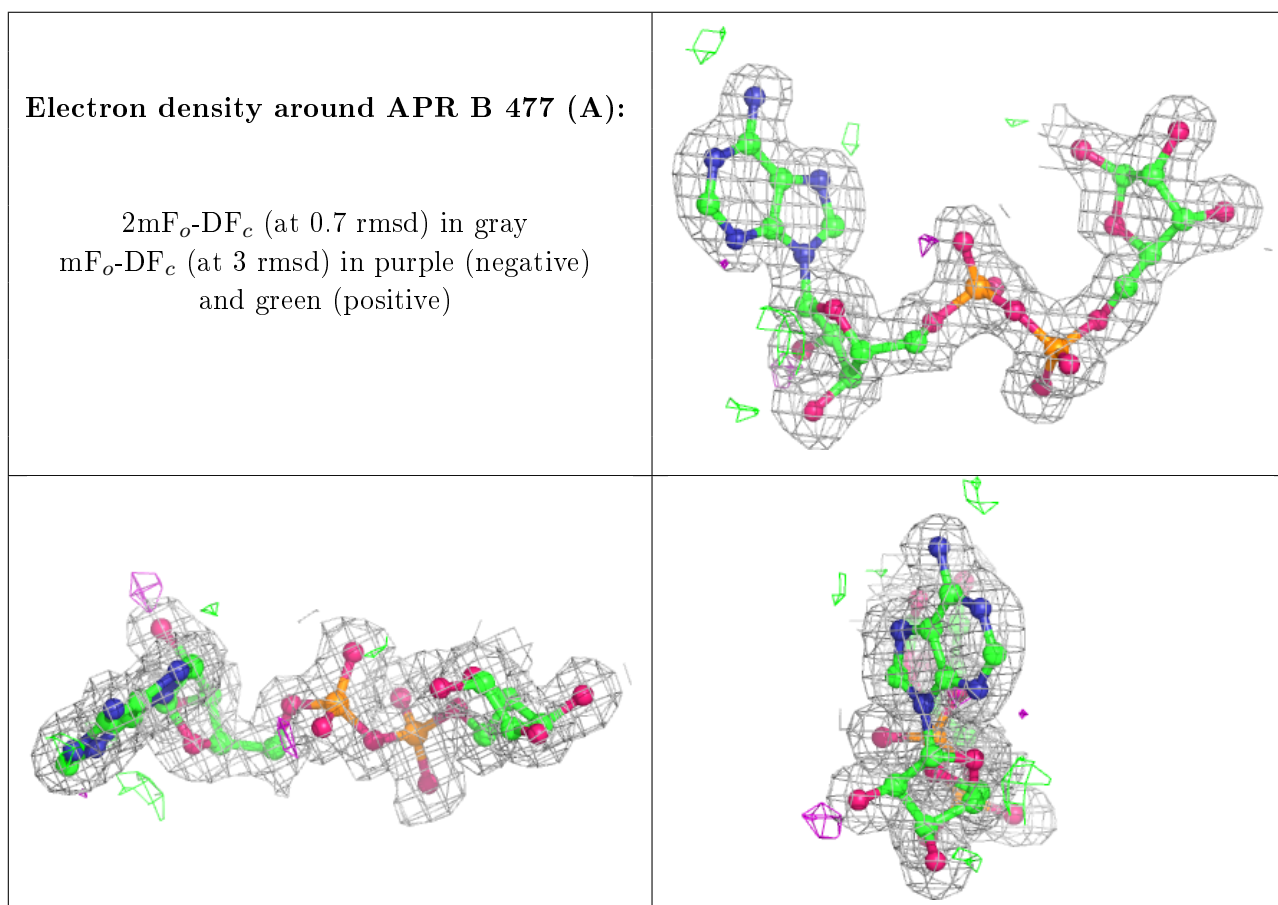 Electron density around APR B 477 (A):
2mFₒ-DF𝒸 (at 0.7 rmsd) in gray
mFₒ-DF𝒸 (at 3 rmsd) in purple (negative)
and green (positive)